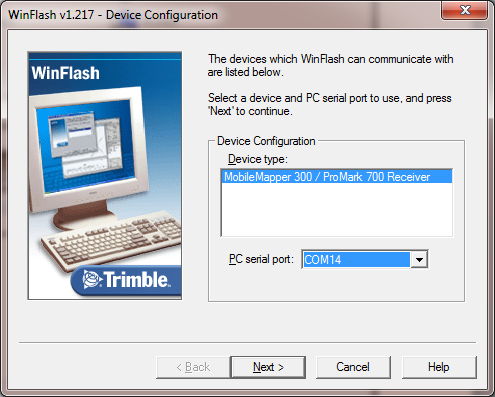 WinFlash v1.217 - Device Configuration
WinFlash
Trimble.
The devices which WinFlash can communicate with
are listed below.
Select a device and PC serial port to use, and press
'Next' to continue.
Device Configuration
Device type:
MobileMapper 300 / ProMark 700 Receiver
PC serial port:
COM14
< Back
Next >
Cancel
Help